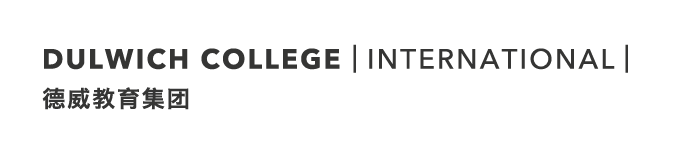 DULWICH COLLEGE | INTERNATIONAL |
德威教育集团